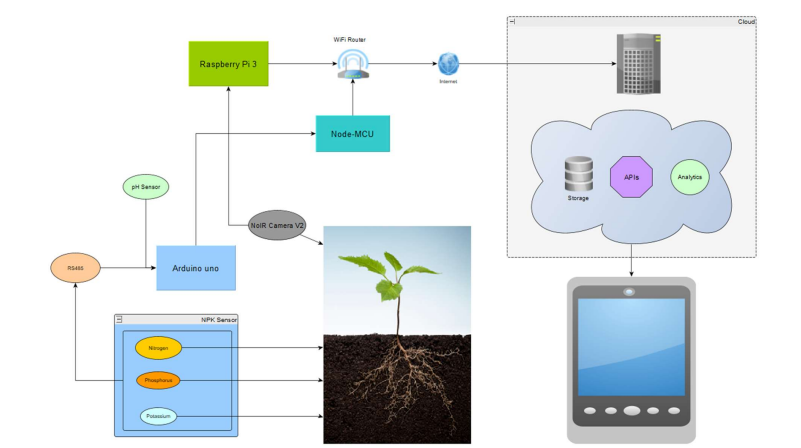 Cloud
WiFi Router
Raspberry Pi 3
Internet
Node-MCU
APIs
Analytics
Storage
pH Sensor
NoIR Camera V2
RS485
Arduino uno
NPK Sensor
Nitrogen
Phosphorus
Potassium